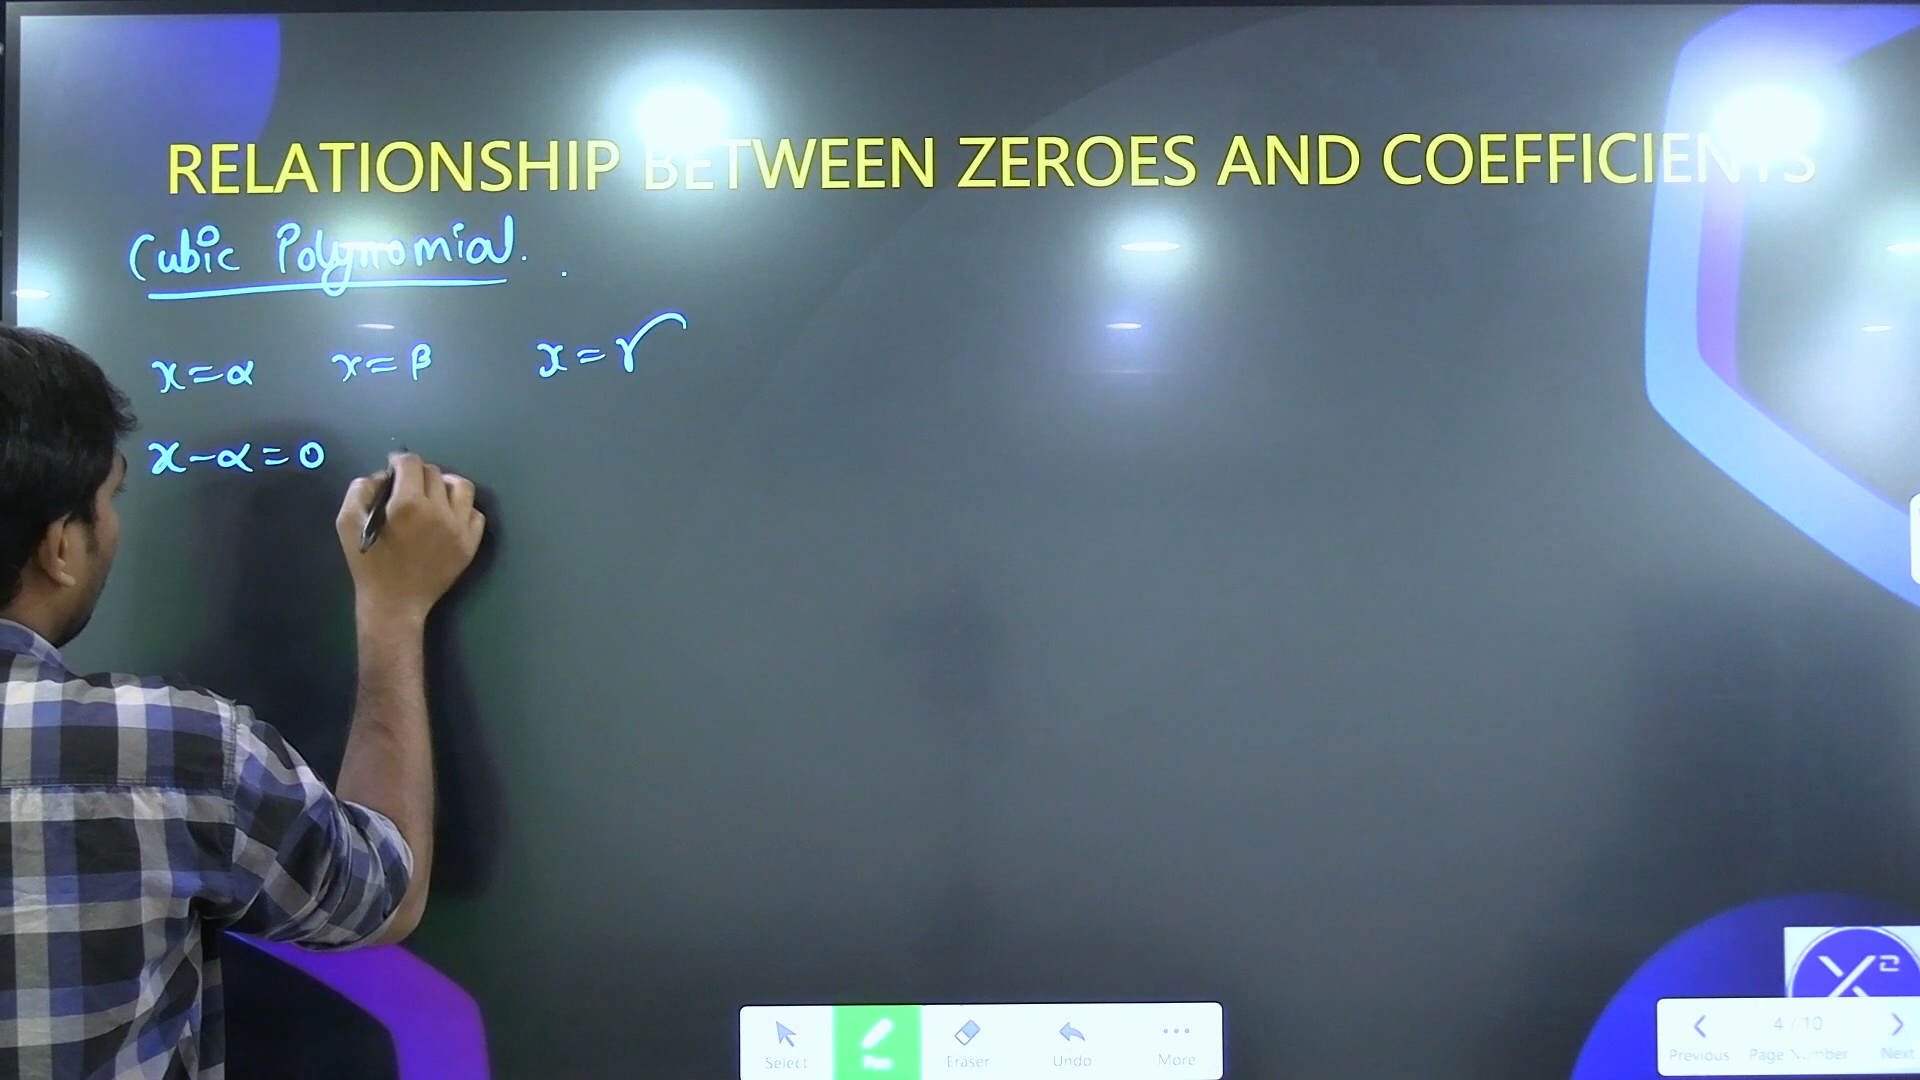 RELATIONSHIP BETWEEN ZEROES AND COEFFICIENTS
Cubic Polynomial.
x=α x=β x=γ
x-α=0
X²
Select Pen Eraser Undo More
4 / 10
Previous Page Number Next